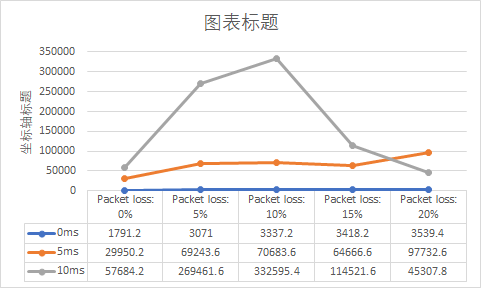 图表标题
坐标轴标题
350000
300000
250000
200000
150000
100000
50000
0
Packet loss: 0% Packet loss: 5% Packet loss: 10% Packet loss: 15% Packet loss: 20%
0ms 1791.2 3071 3337.2 3418.2 3539.4
5ms 29950.2 69243.6 70683.6 64666.6 97732.6
10ms 57684.2 269461.6 332595.4 114521.6 45307.8